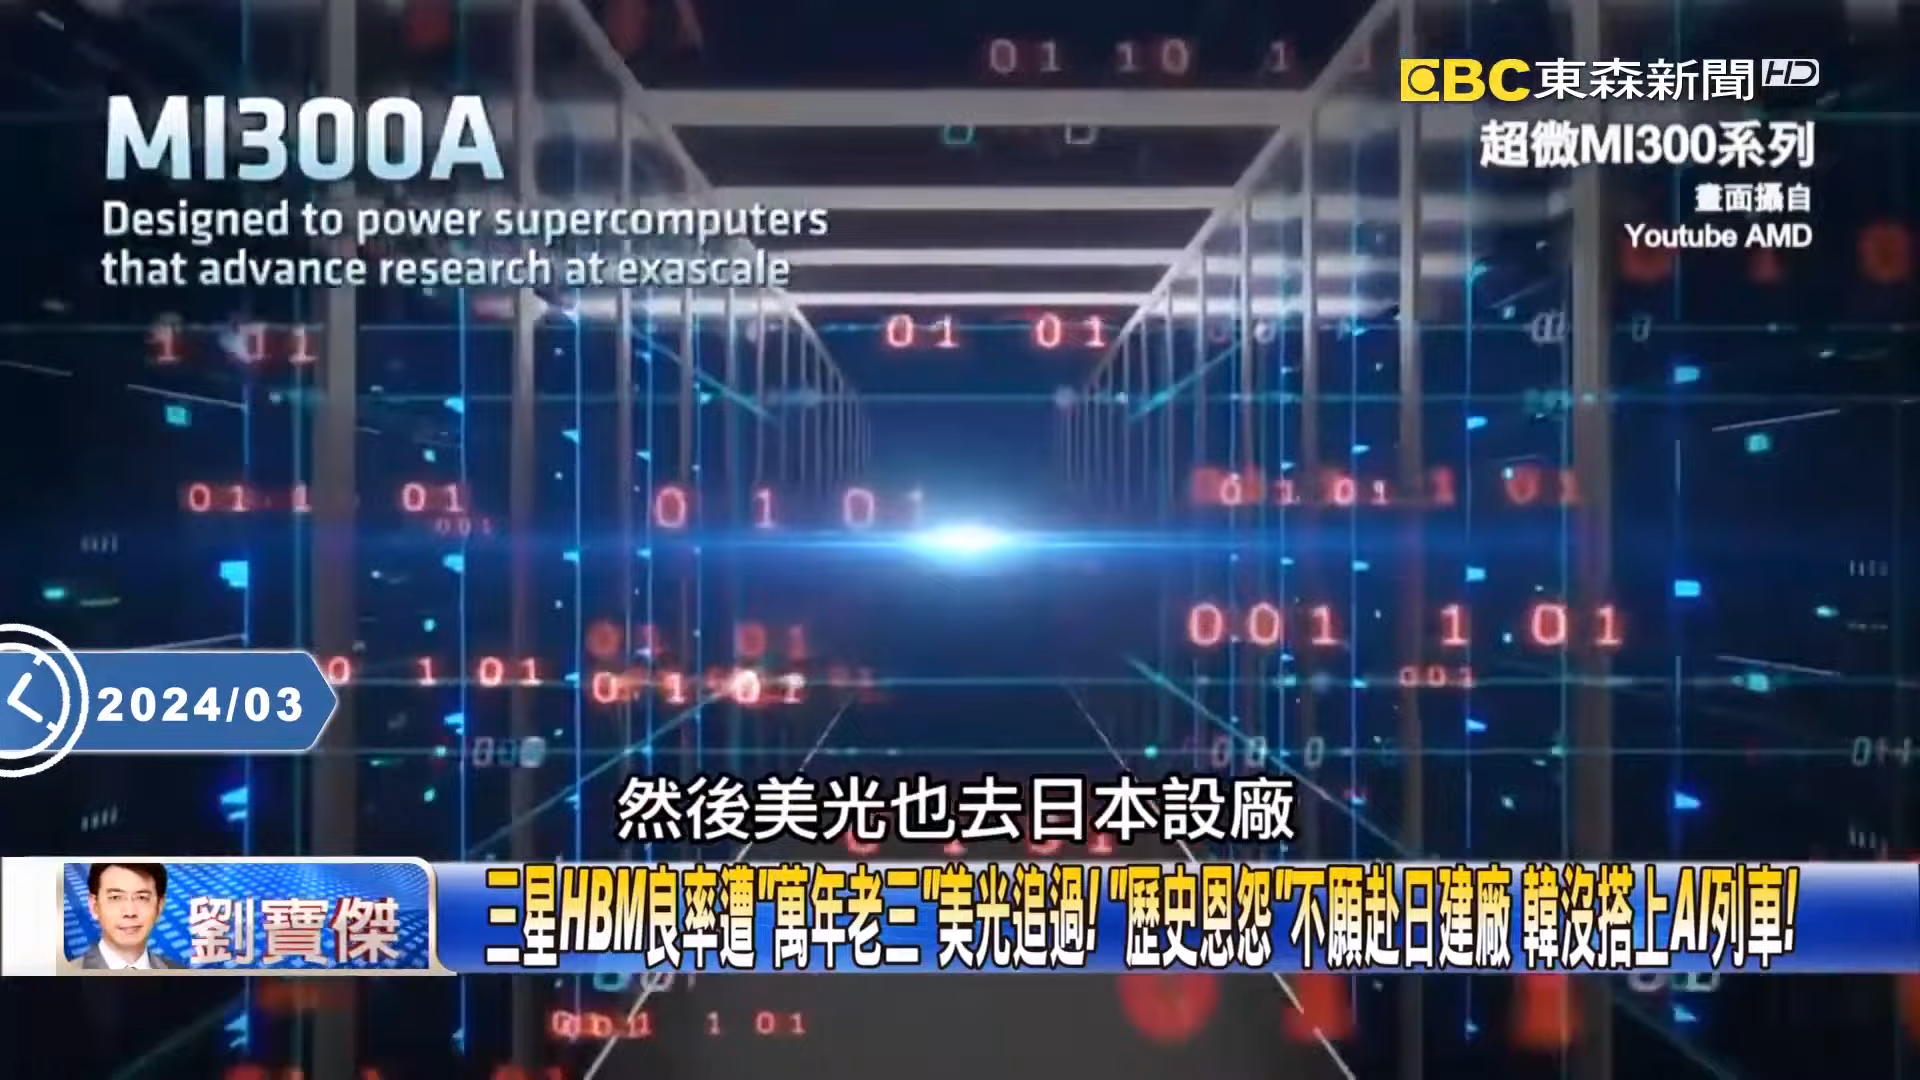 MI300A
Designed to power supercomputers
that advance research at exascale
EBC東森新聞HD
超微MI300系列
畫面攝自
Youtube AMD
2024/03
然後美光也去日本設廠
劉寶傑
三星HBM良率遭"萬年老三"美光追過!"歷史恩怨"不願赴日建廠 韓沒搭上AI列車!